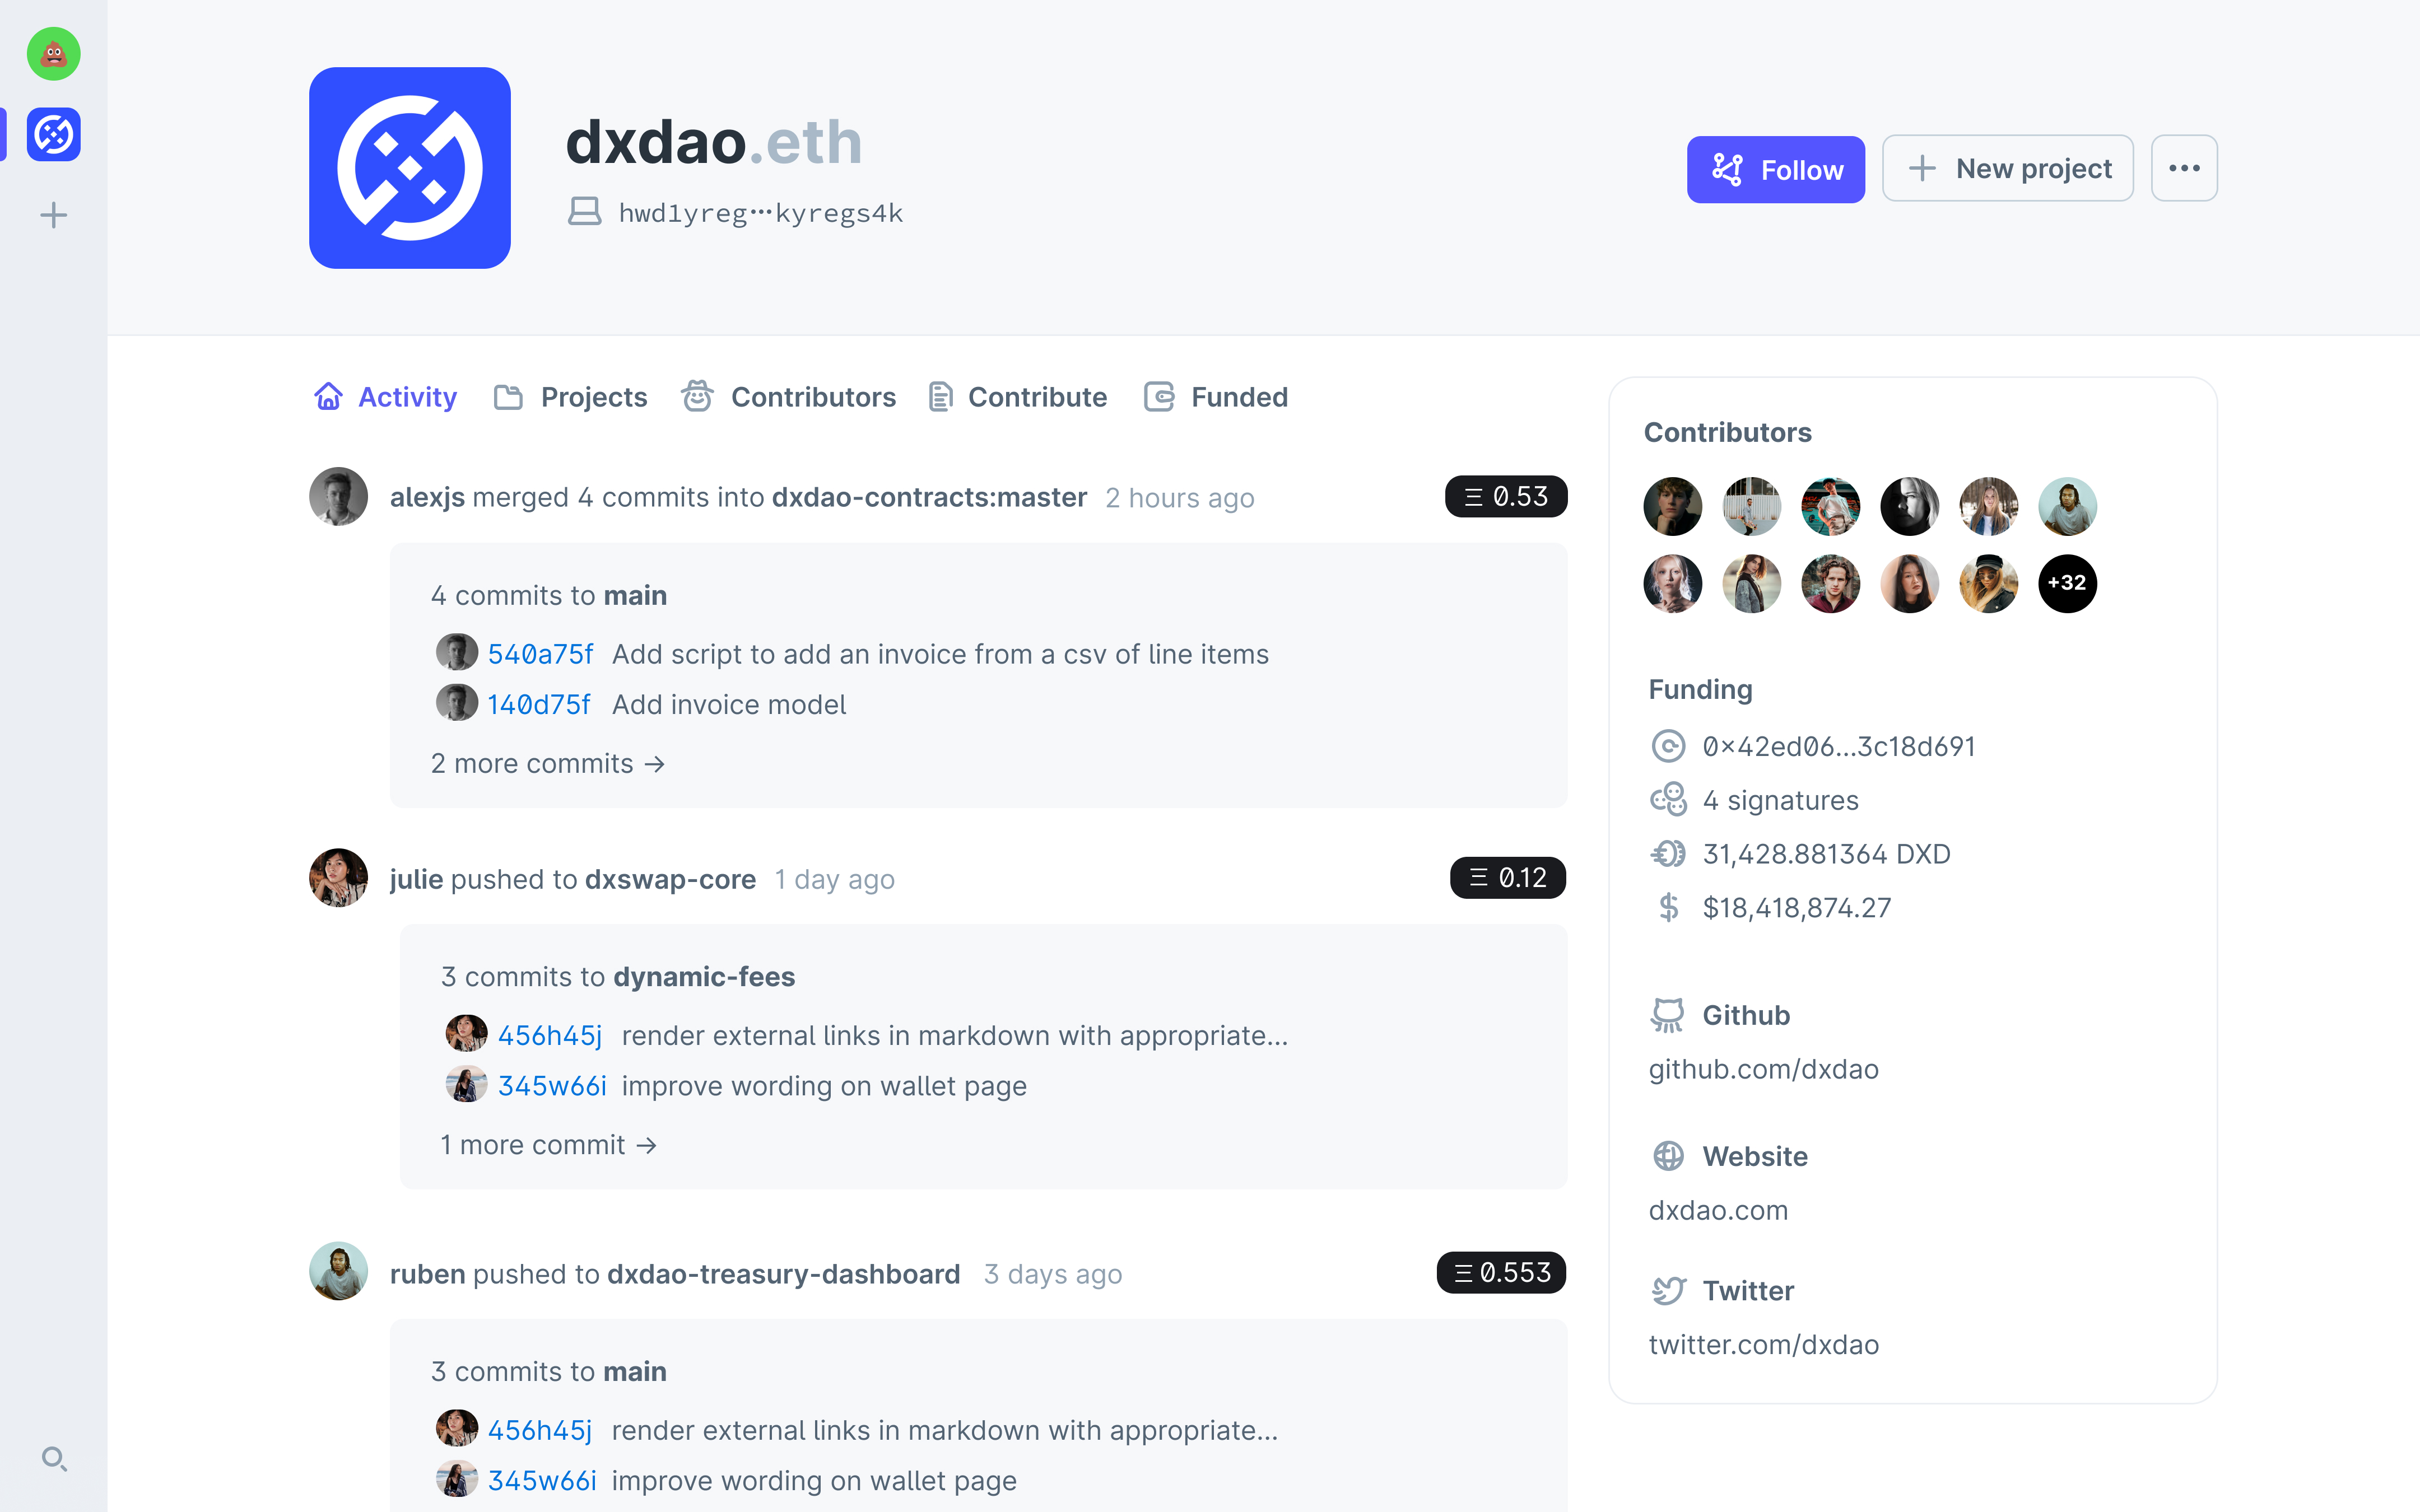 dxdao.eth
hwd1yreg···kyregs4k
Follow
New project
Activity
Projects
Contributors
Contribute
Funded
alexjs merged 4 commits into dxdao-contracts:master 2 hours ago
Ξ 0.53
4 commits to main
540a75f Add script to add an invoice from a csv of line items
140d75f Add invoice model
2 more commits →
julie pushed to dxswap-core 1 day ago
Ξ 0.12
3 commits to dynamic-fees
456h45j render external links in markdown with appropriate...
345w66i improve wording on wallet page
1 more commit →
ruben pushed to dxdao-treasury-dashboard 3 days ago
Ξ 0.553
3 commits to main
456h45j render external links in markdown with appropriate...
345w66i improve wording on wallet page
Contributors
+32
Funding
0×42ed06...3c18d691
4 signatures
31,428.881364 DXD
$18,418,874.27
Github
github.com/dxdao
Website
dxdao.com
Twitter
twitter.com/dxdao